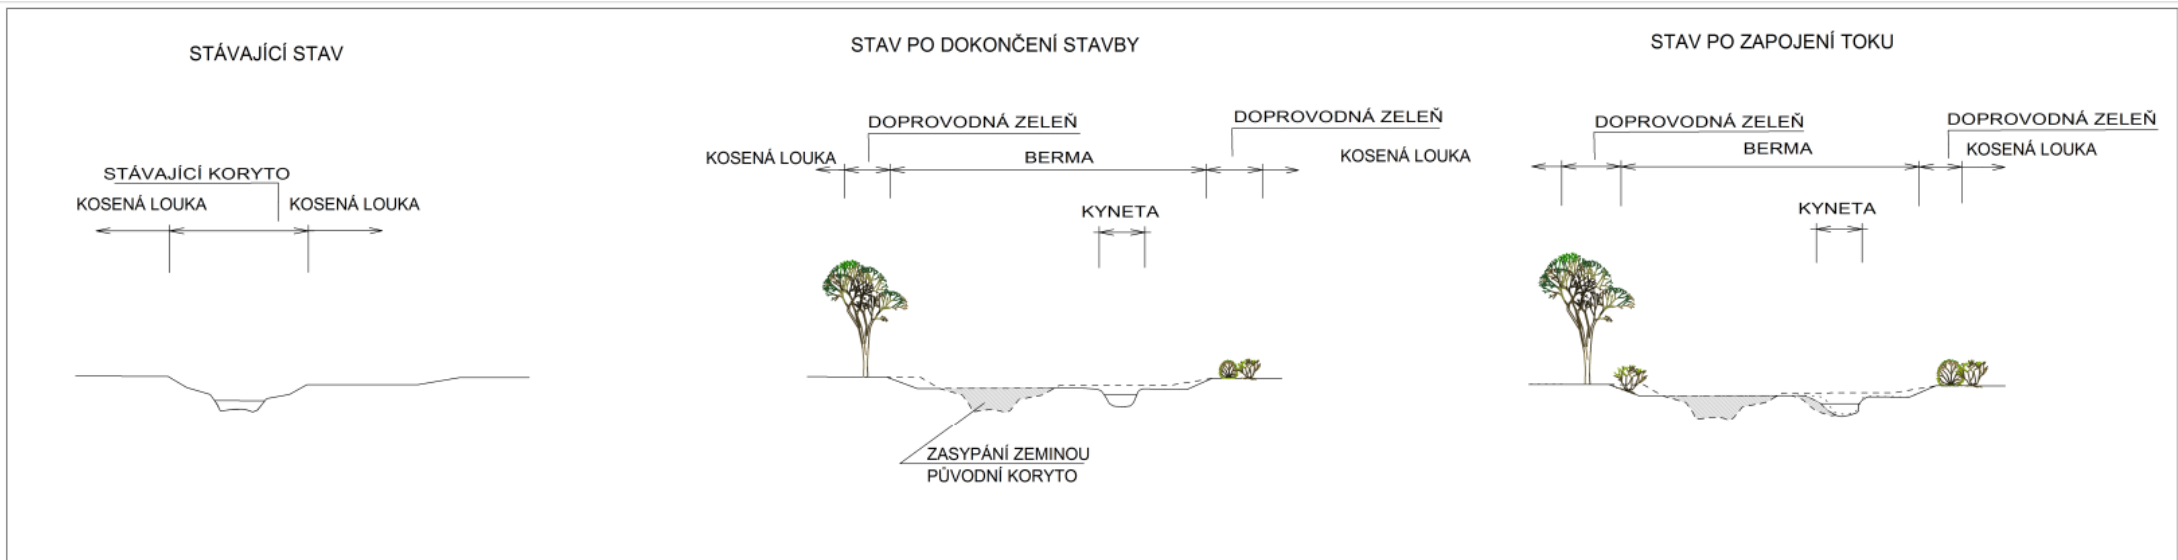 STÁVAJÍCÍ STAV
STÁVAJÍCÍ KORYTO
KOSENÁ LOUKA
KOSENÁ LOUKA
STAV PO DOKONČENÍ STAVBY
DOPROVODNÁ ZELEŇ
DOPROVODNÁ ZELEŇ
KOSENÁ LOUKA
BERMA
KOSENÁ LOUKA
KYNETA
ZASYPÁNÍ ZEMINOU
PŮVODNÍ KORYTO
STAV PO ZAPOJENÍ TOKU
DOPROVODNÁ ZELEŇ
DOPROVODNÁ ZELEŇ
BERMA
KOSENÁ LOUKA
KYNETA